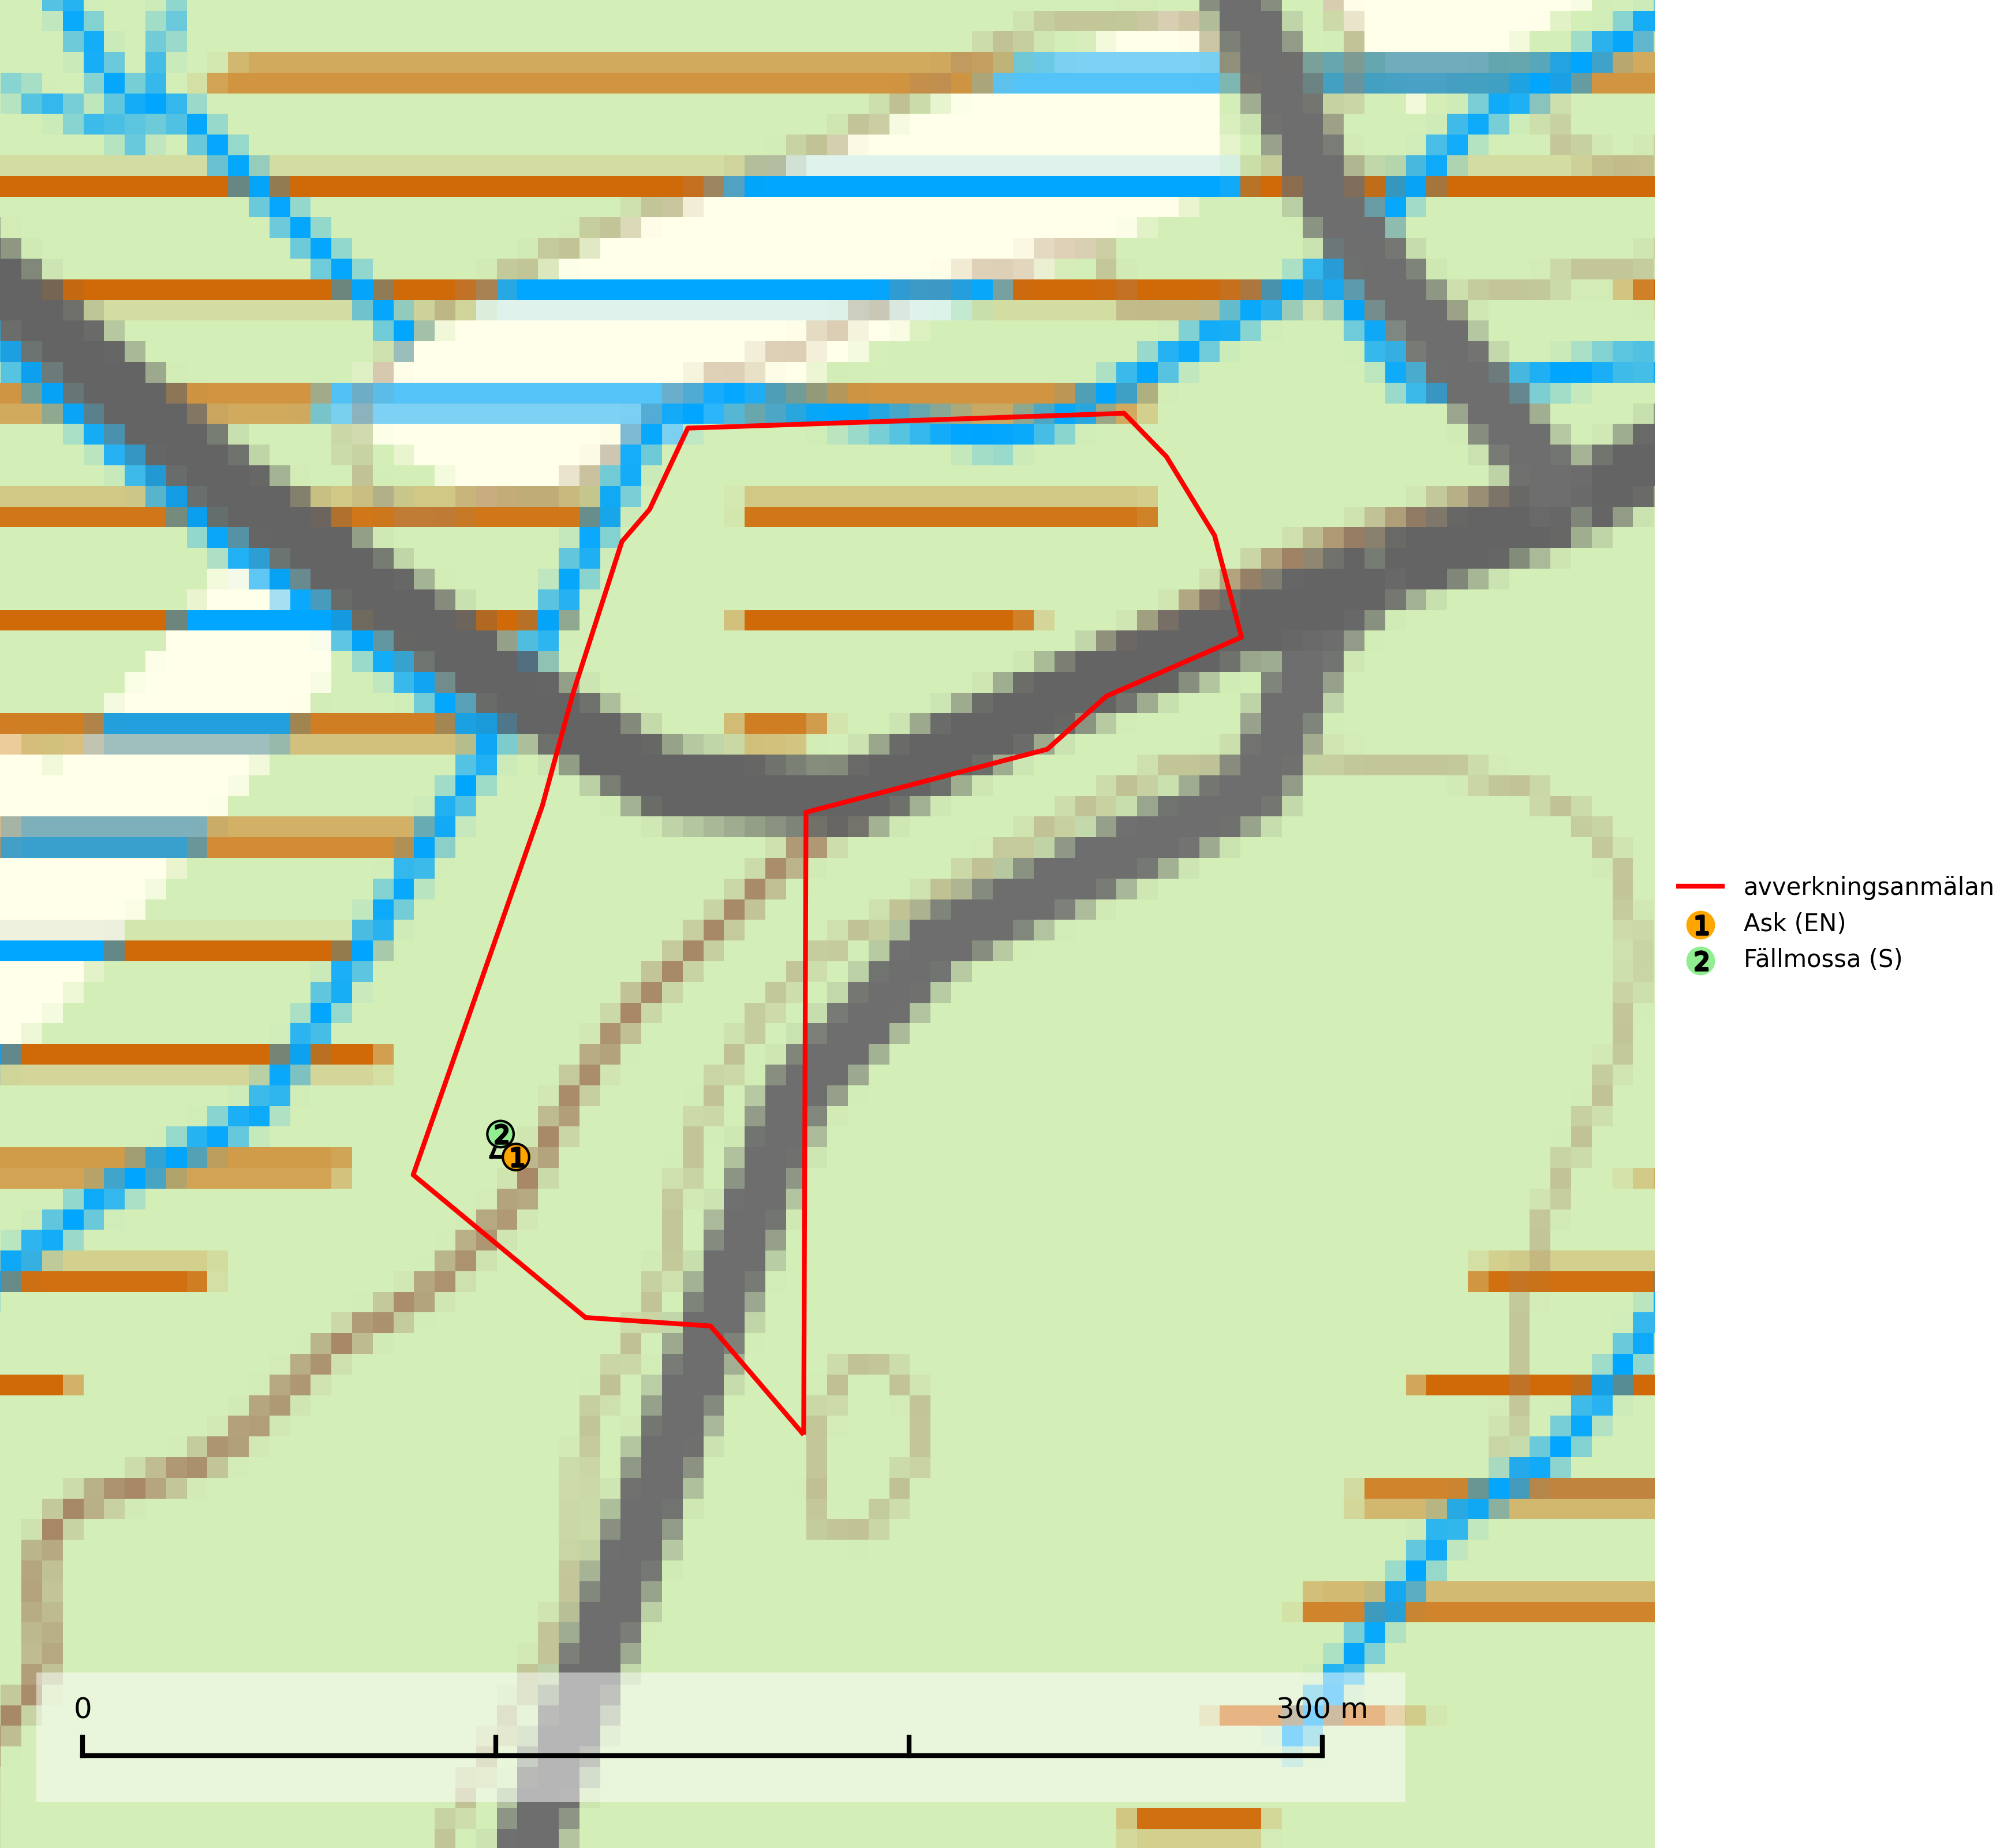 avverkningsanmälan
1 Ask (EN)
2 Fällmossa (S)
2
1
0 300 m